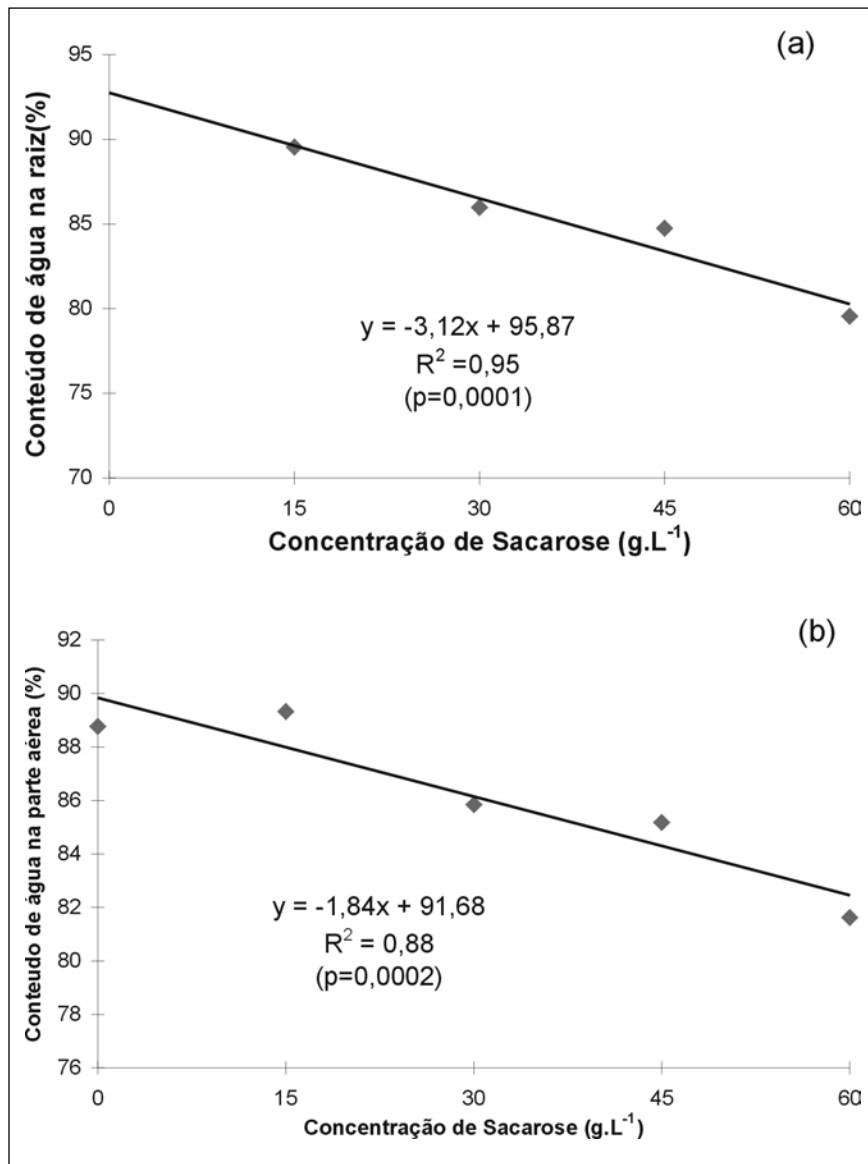 (a)
Conteúdo de água na raiz(%)
95
90
85
80
75
70
y = -3,12x + 95,87
R² =0,95
(p=0,0001)
0 15 30 45 60
Concentração de Sacarose (g.L⁻¹)
(b)
Conteudo de água na parte aérea (%)
92
90
88
86
84
82
80
78
76
y = -1,84x + 91,68
R² = 0,88
(p=0,0002)
0 15 30 45 60
Concentração de Sacarose (g.L⁻¹)